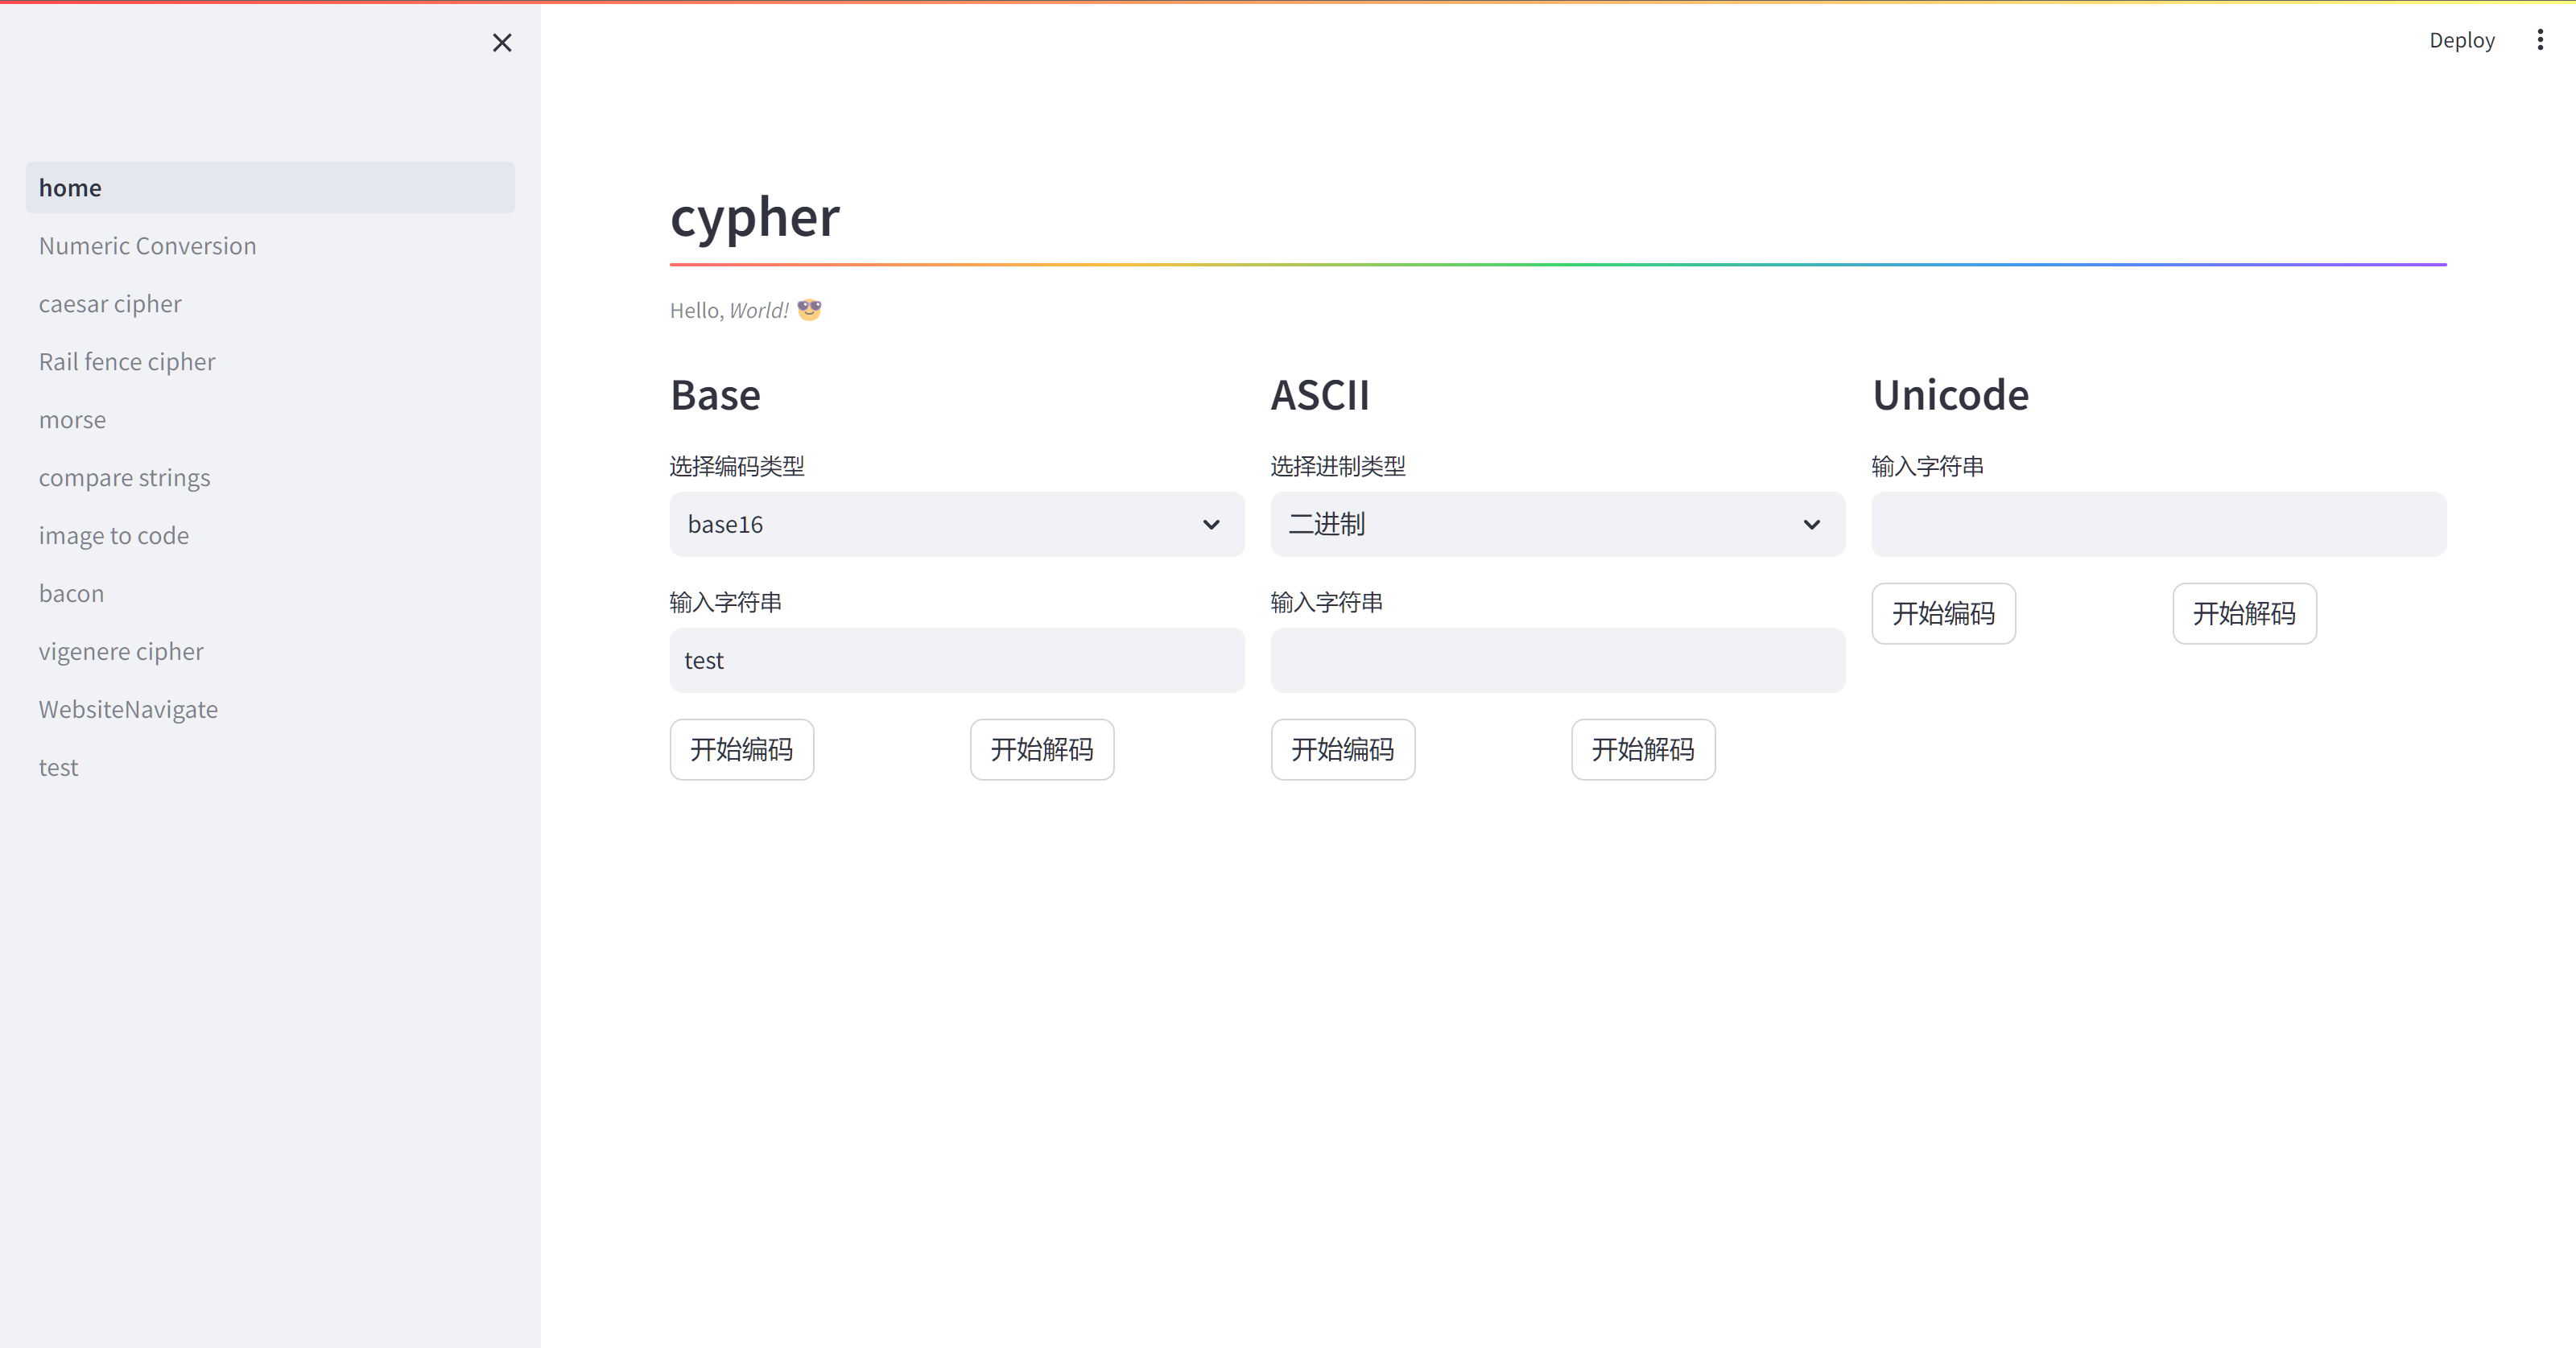 Deploy
home
Numeric Conversion
caesar cipher
Rail fence cipher
morse
compare strings
image to code
bacon
vigenere cipher
WebsiteNavigate
test
cypher
Hello, World! 😎
Base
选择编码类型
base16
输入字符串
test
开始编码 开始解码
ASCII
选择进制类型
二进制
输入字符串
开始编码 开始解码
Unicode
输入字符串
开始编码 开始解码